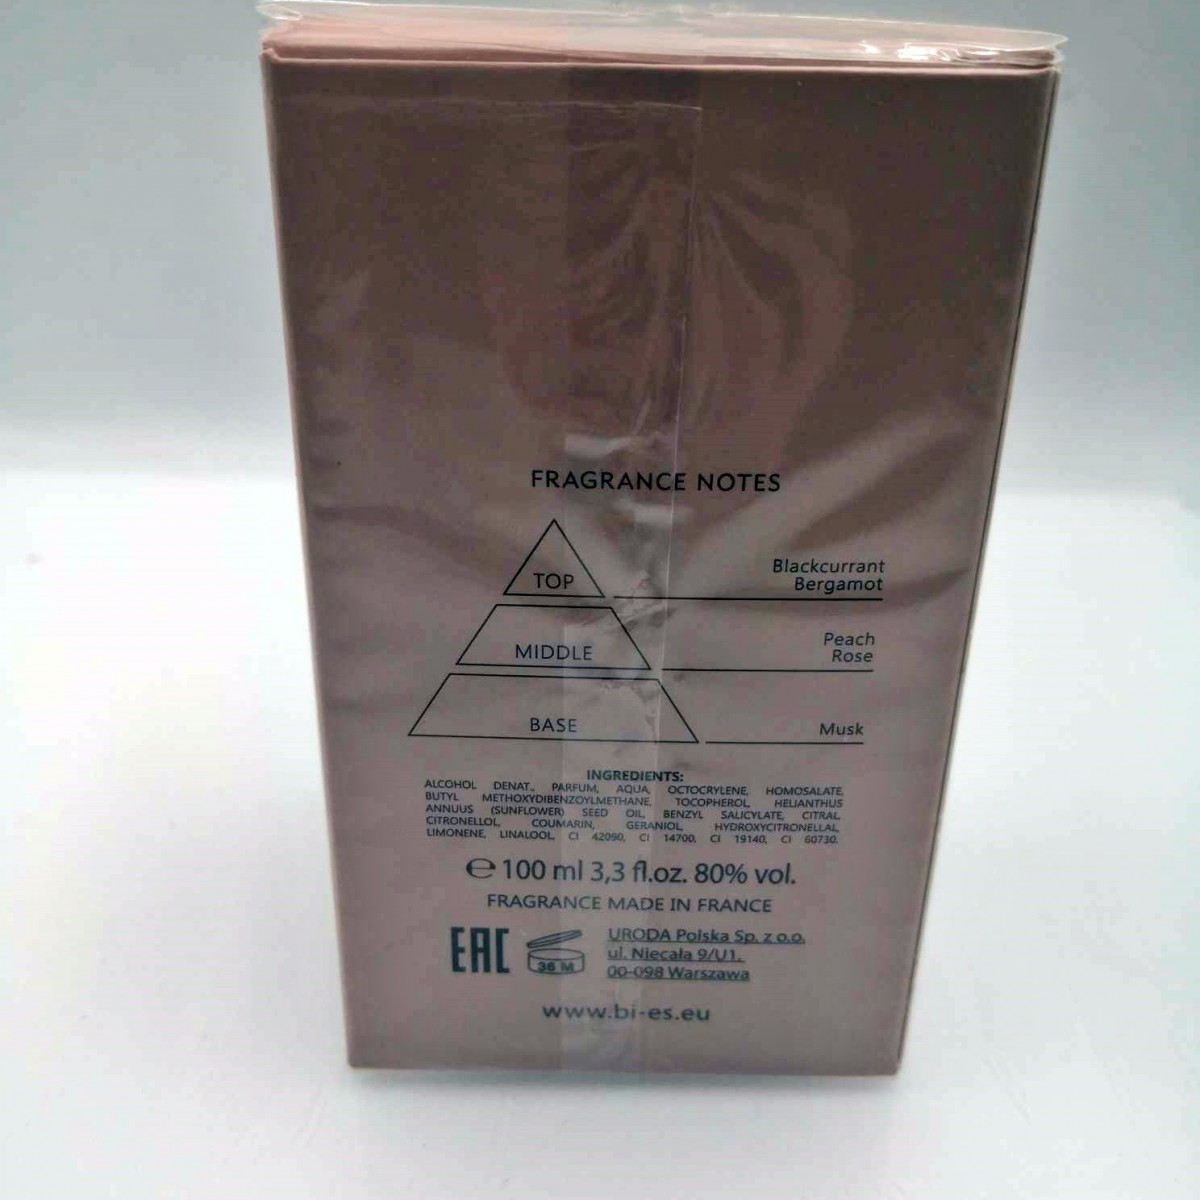 FRAGRANCE NOTES
TOP
Blackcurrant
Bergamot
MIDDLE
Peach
Rose
BASE
Musk
INGREDIENTS:
ALCOHOL DENAT., PARFUM, AQUA, OCTOCRYLENE, HOMOSALATE,
BUTYL METHOXYDIBENZOYLMETHANE, TOCOPHEROL, HELIANTHUS
ANNUUS (SUNFLOWER) SEED OIL, BENZYL SALICYLATE, CITRAL,
CITRONELLOL, COUMARIN, GERANIOL, HYDROXYCITRONELLAL,
LIMONENE, LINALOOL, CI 42090, CI 14700, CI 19140, CI 60730.
℮ 100 ml 3,3 fl.oz. 80% vol.
FRAGRANCE MADE IN FRANCE
EAC
36 M
URODA Polska Sp. z o.o.
ul. Niecała 9/U1,
00-098 Warszawa
www.bi-es.eu